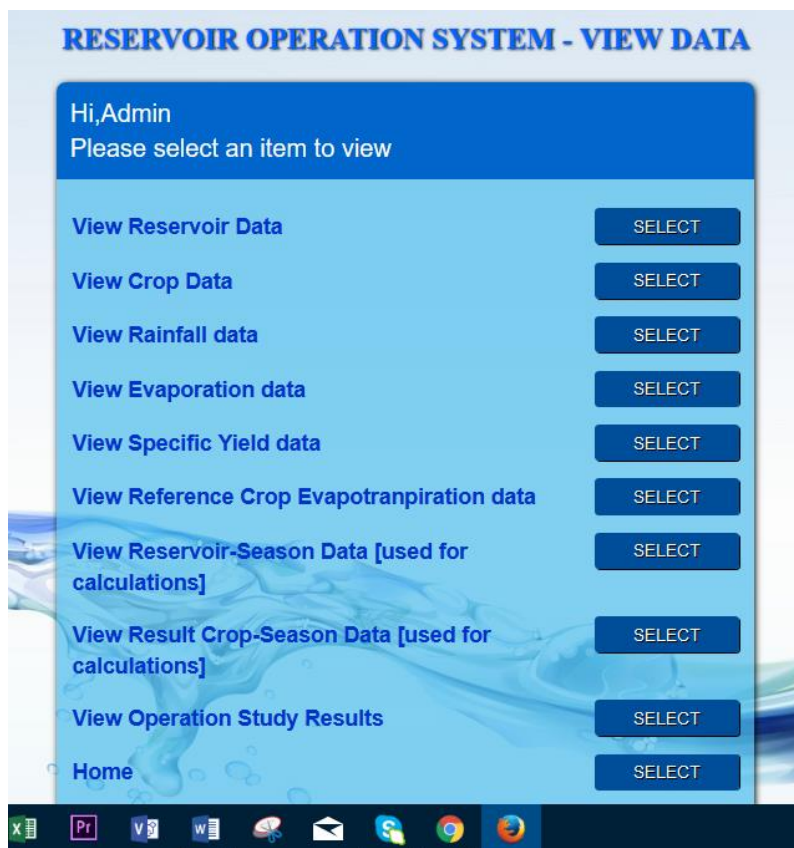 RESERVOIR OPERATION SYSTEM - VIEW DATA
Hi,Admin
Please select an item to view
View Reservoir Data SELECT
View Crop Data SELECT
View Rainfall data SELECT
View Evaporation data SELECT
View Specific Yield data SELECT
View Reference Crop Evapotranpiration data SELECT
View Reservoir-Season Data [used for SELECT
calculations]
View Result Crop-Season Data [used for SELECT
calculations]
View Operation Study Results SELECT
Home SELECT